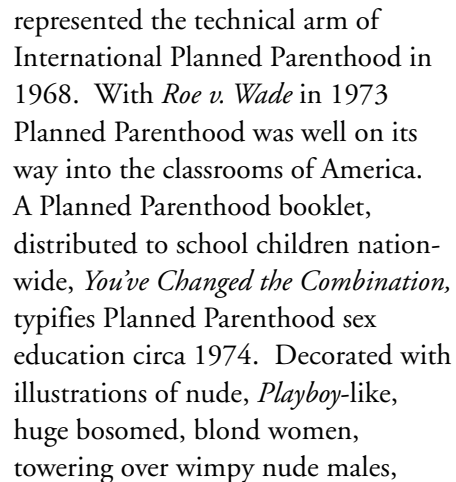 represented the technical arm of
International Planned Parenthood in
1968.  With Roe v. Wade in 1973
Planned Parenthood was well on its
way into the classrooms of America.
A Planned Parenthood booklet,
distributed to school children nation-
wide, You've Changed the Combination,
typifies Planned Parenthood sex
education circa 1974.  Decorated with
illustrations of nude, Playboy-like,
huge bosomed, blond women,
towering over wimpy nude males,